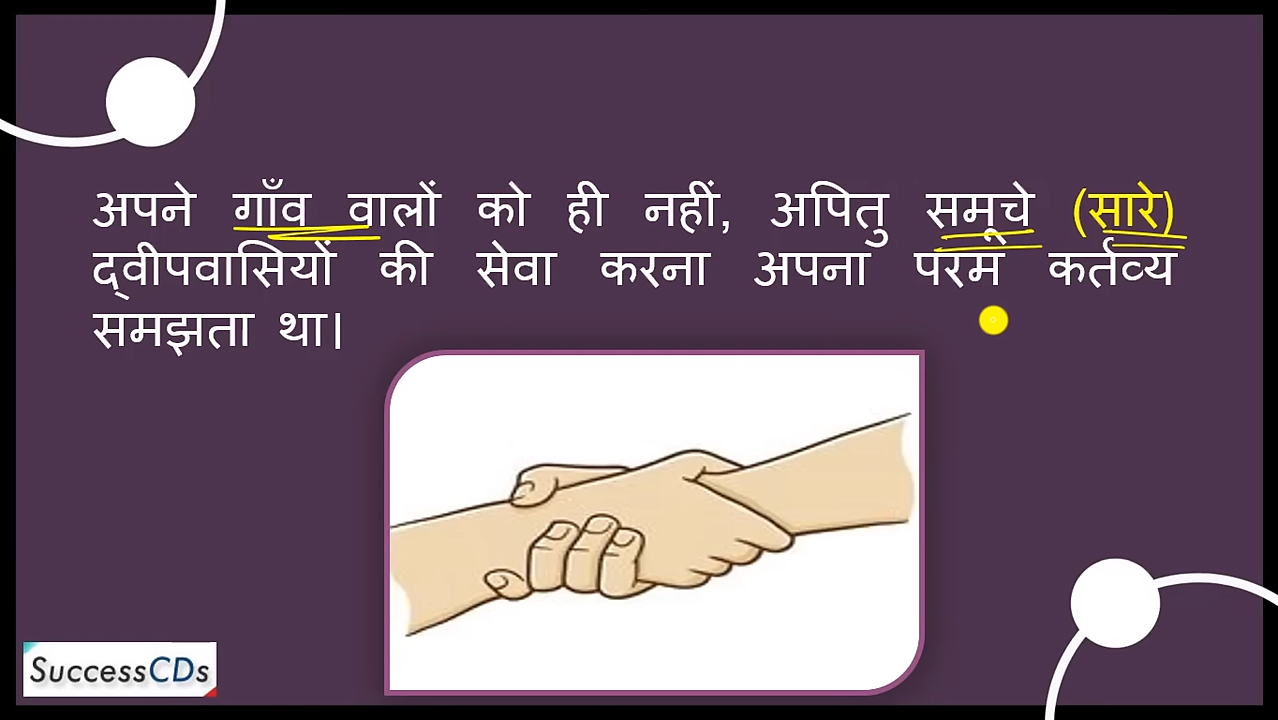 अपने गाँव वालों को ही नहीं, अपितु समूचे (सारे)
द्वीपवासियों की सेवा करना अपना परम कर्तव्य
समझता था।
SuccessCDs